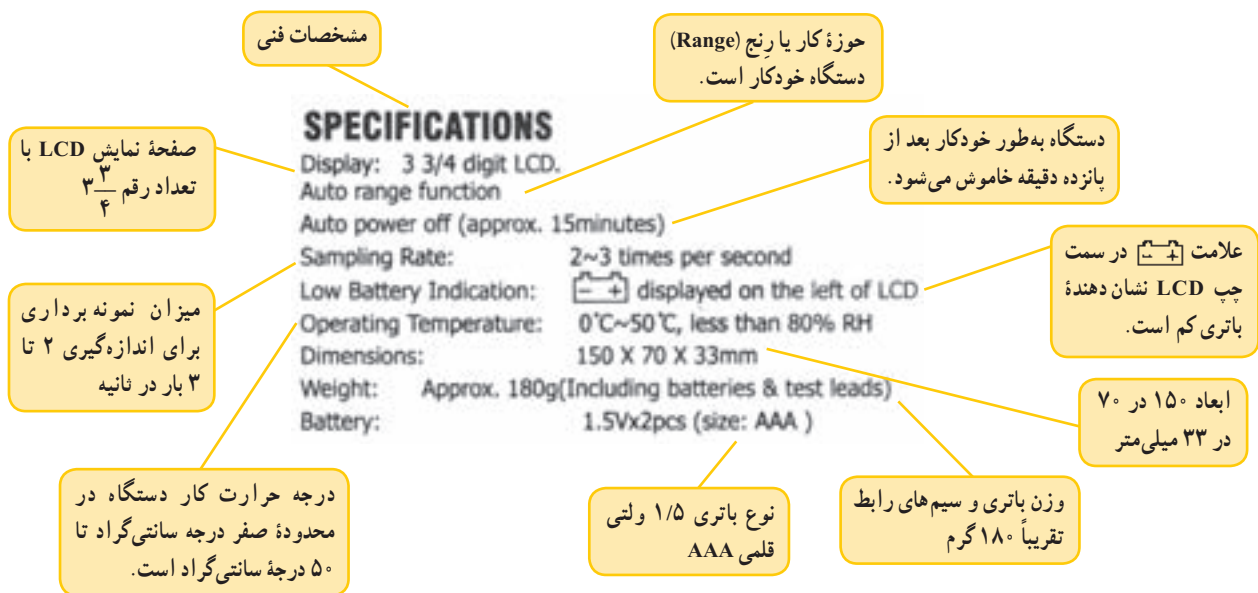 مشخصات فنی
حوزهٔ کار یا رِنج (Range)
دستگاه خودکار است.
SPECIFICATIONS
صفحهٔ نمایش LCD با
تعداد رقم ۳ ۳/۴
Display: 3 3/4 digit LCD.
Auto range function
دستگاه به‌طور خودکار بعد از
پانزده دقیقه خاموش می‌شود.
Auto power off (approx. 15minutes)
Sampling Rate: 2~3 times per second
Low Battery Indication: - + displayed on the left of LCD
Operating Temperature: 0℃~50℃, less than 80% RH
Dimensions: 150 X 70 X 33mm
Weight: Approx. 180g(Including batteries & test leads)
Battery: 1.5Vx2pcs (size: AAA )
علامت - + در سمت
چپ LCD نشان دهندهٔ
باتری کم است.
میزان نمونه برداری
برای اندازه‌گیری ۲ تا
۳ بار در ثانیه
ابعاد ۱۵۰ در ۷۰
در ۳۳ میلی‌متر
درجه حرارت کار دستگاه در
محدودهٔ صفر درجه سانتی‌گراد تا
۵۰ درجهٔ سانتی‌گراد است.
نوع باتری ۱/۵ ولتی
قلمی AAA
وزن باتری و سیم‌های رابط
تقریباً ۱۸۰ گرم